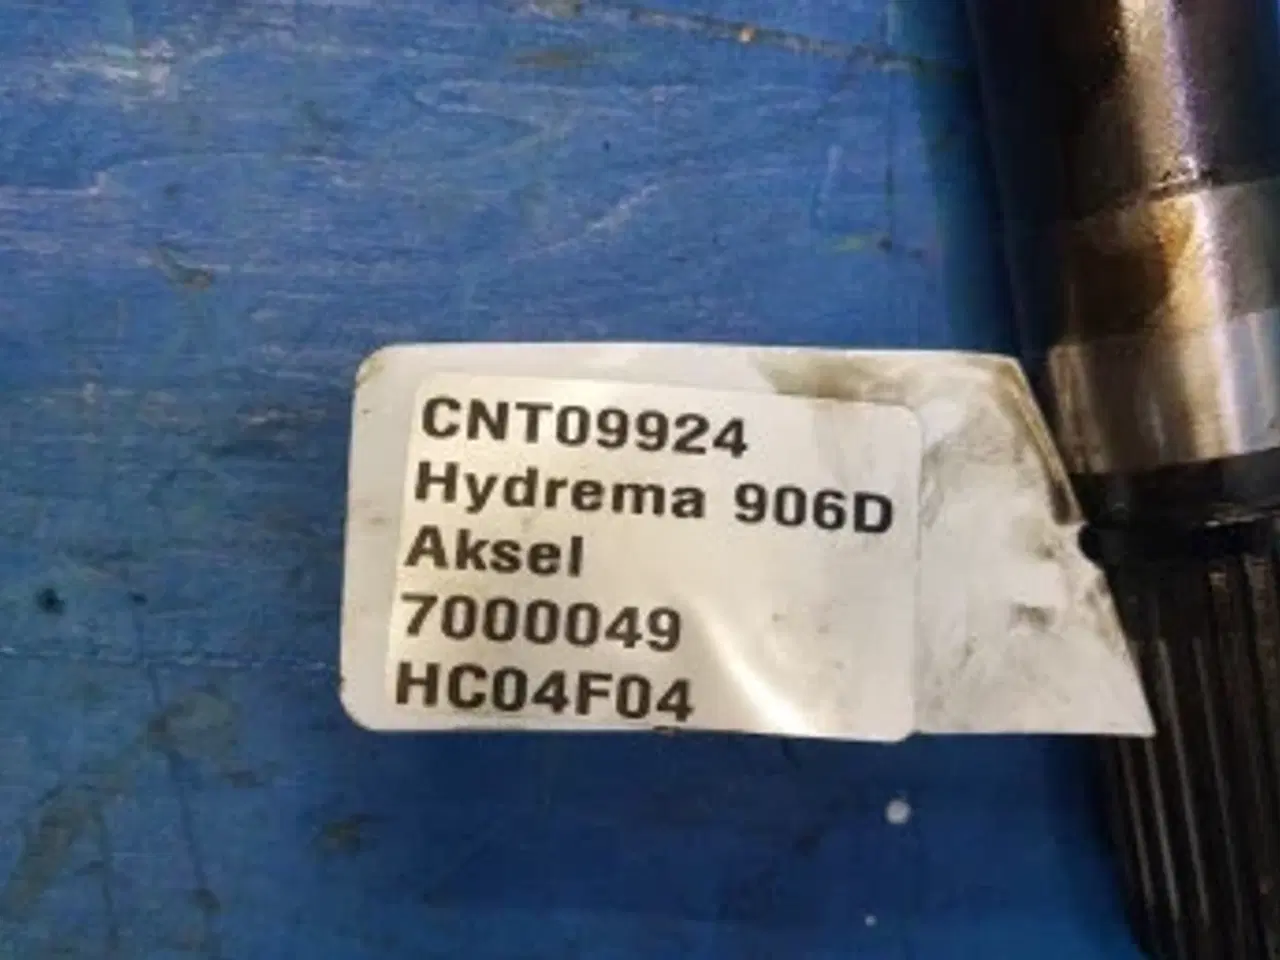 CNT09924
Hydrema 906D
Aksel
7000049
HC04F04